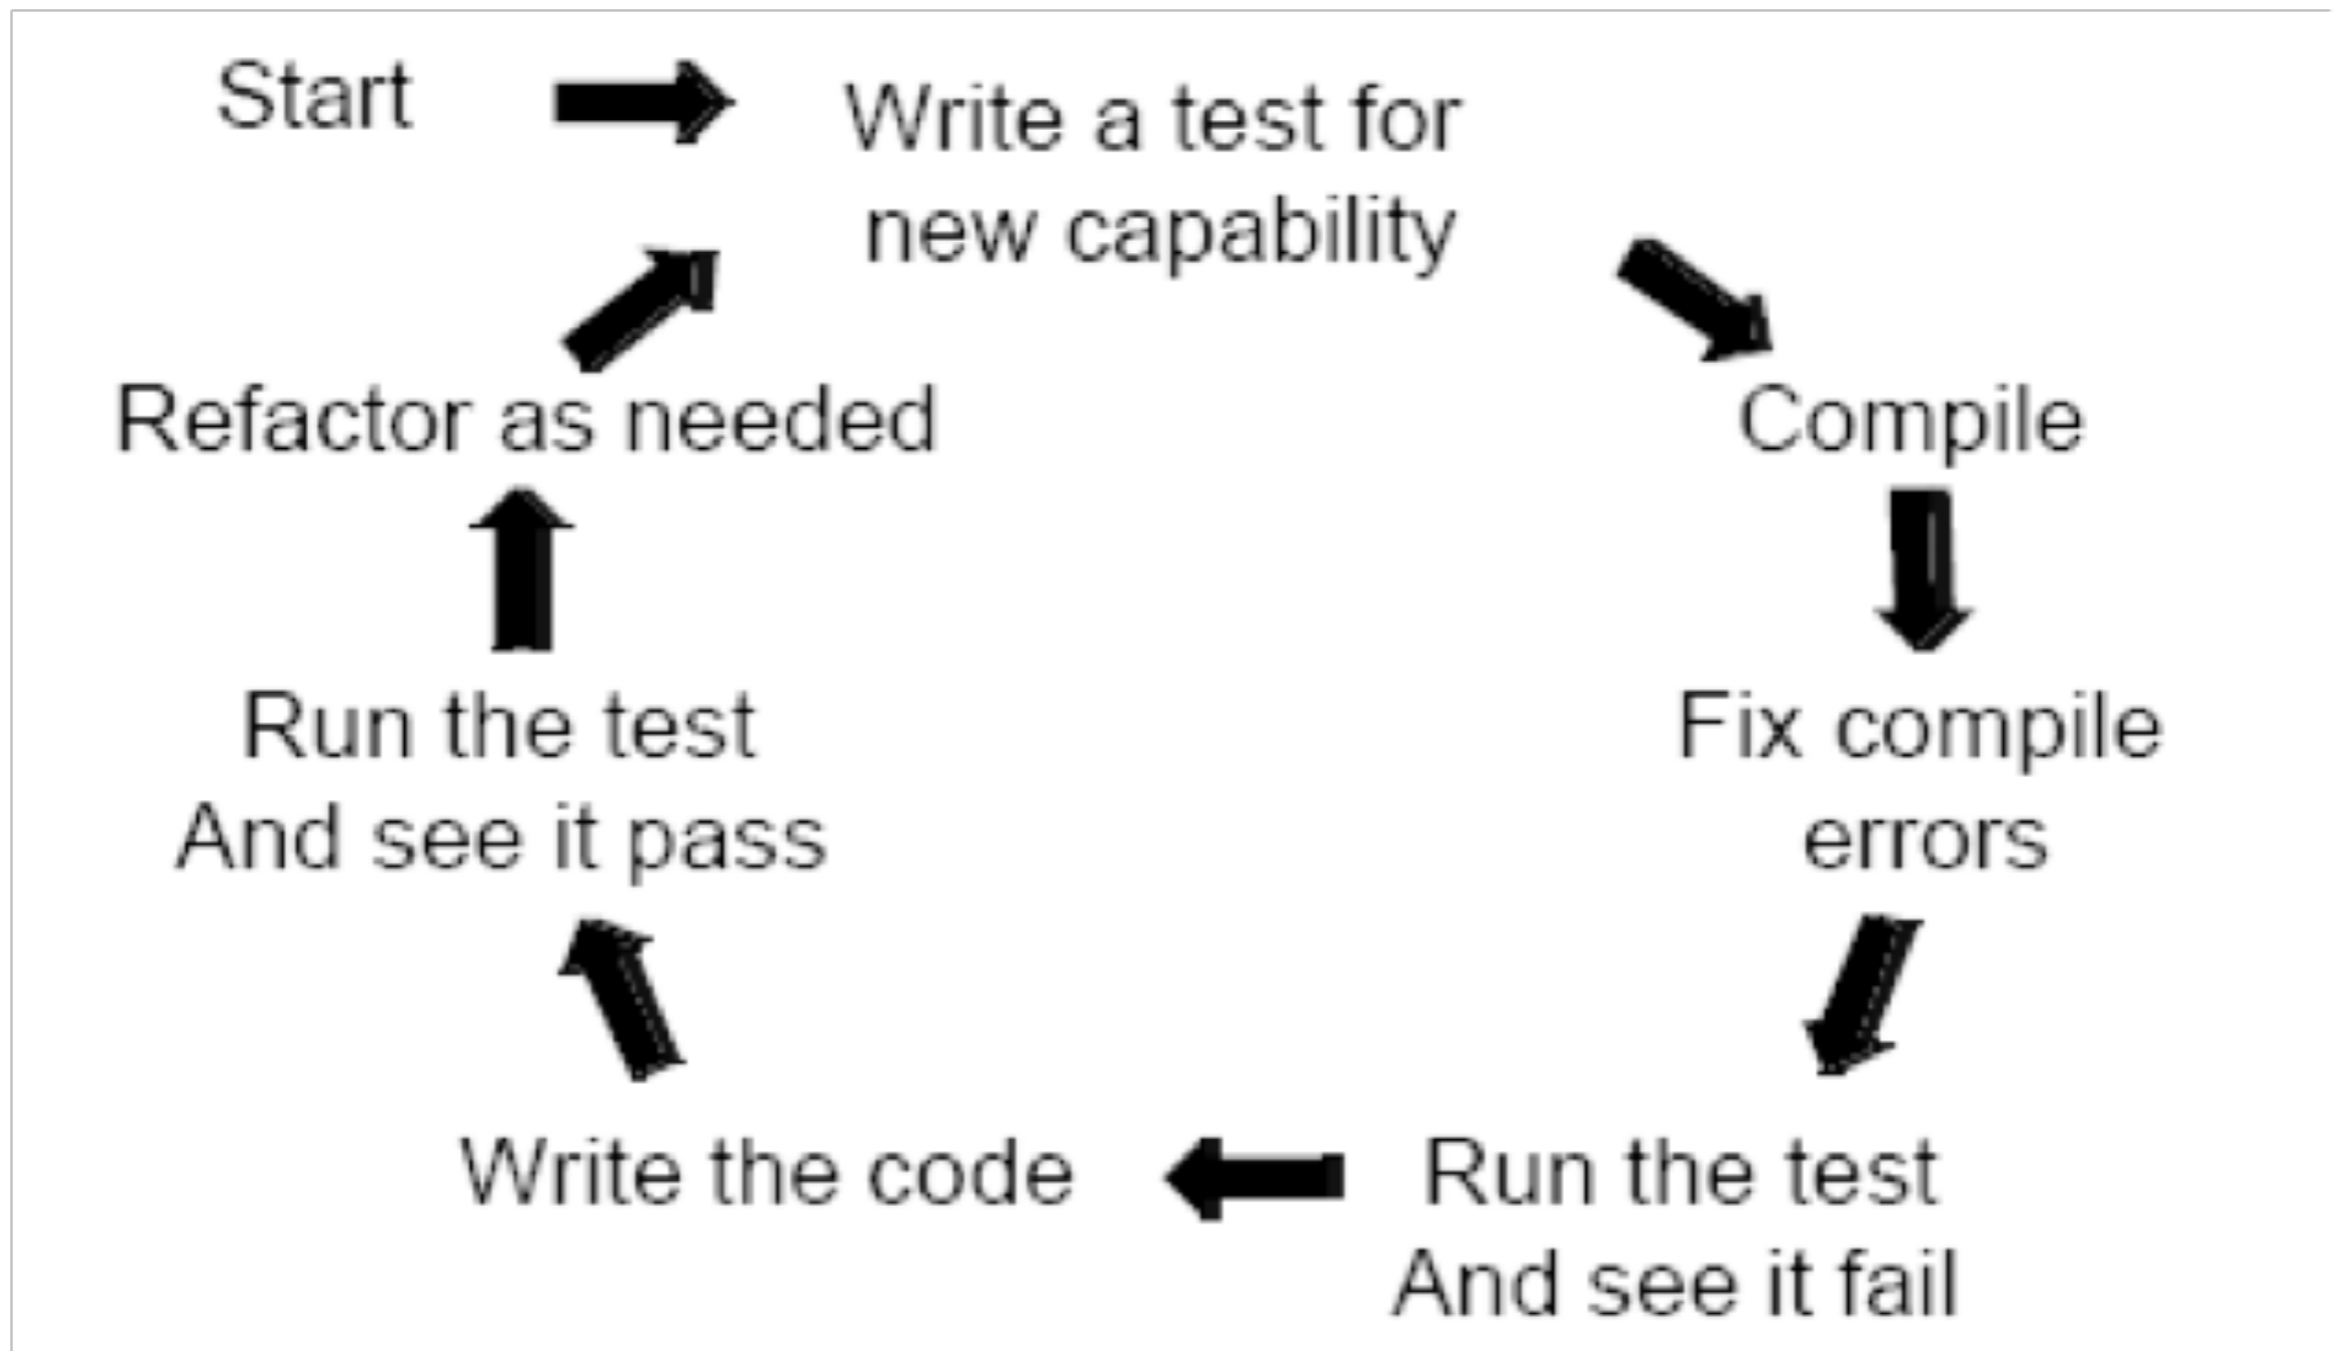 Start
Write a test for
new capability
Compile
Fix compile
errors
Run the test
And see it fail
Write the code
Run the test
And see it pass
Refactor as needed